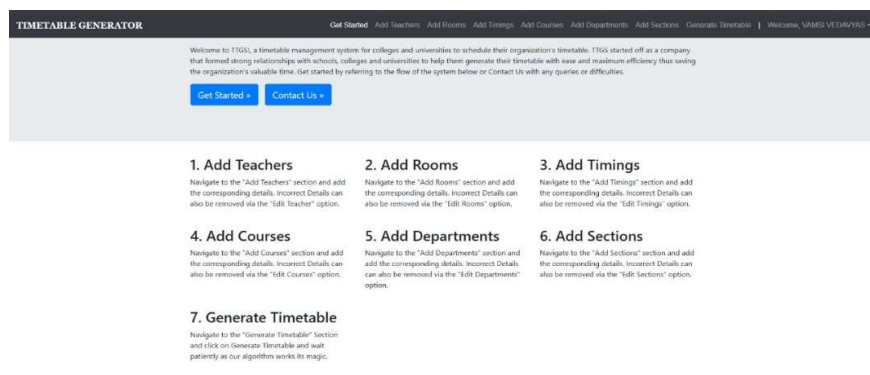 TIMETABLE GENERATOR
Get Started Add Teachers Add Rooms Add Timings Add Courses Add Departments Add Sections Generate Timetable | Welcome, VAMSI VEDAVYAS
Welcome to TTGS!, a timetable management system for colleges and universities to schedule their organization's timetable. TTGS started off as a company
that formed strong relationships with schools, colleges and universities to help them generate their timetable with ease and maximum efficiency thus saving
the organization's valuable time. Get started by referring to the flow of the system below or Contact Us with any queries or difficulties.
Get Started » Contact Us »
1. Add Teachers
Navigate to the "Add Teachers" section and add
the corresponding details. Incorrect Details can
also be removed via the "Edit Teacher" option.
2. Add Rooms
Navigate to the "Add Rooms" section and add
the corresponding details. Incorrect Details can
also be removed via the "Edit Rooms" option.
3. Add Timings
Navigate to the "Add Timings" section and add
the corresponding details. Incorrect Details can
also be removed via the "Edit Timings" option.
4. Add Courses
Navigate to the "Add Courses" section and add
the corresponding details. Incorrect Details can
also be removed via the "Edit Courses" option.
5. Add Departments
Navigate to the "Add Departments" section and
add the corresponding details. Incorrect Details
can also be removed via the "Edit Departments"
option.
6. Add Sections
Navigate to the "Add Sections" section and add
the corresponding details. Incorrect Details can
also be removed via the "Edit Sections" option.
7. Generate Timetable
Navigate to the "Generate Timetable" Section
and click on Generate Timetable and wait
patiently as our algorithm works its magic.